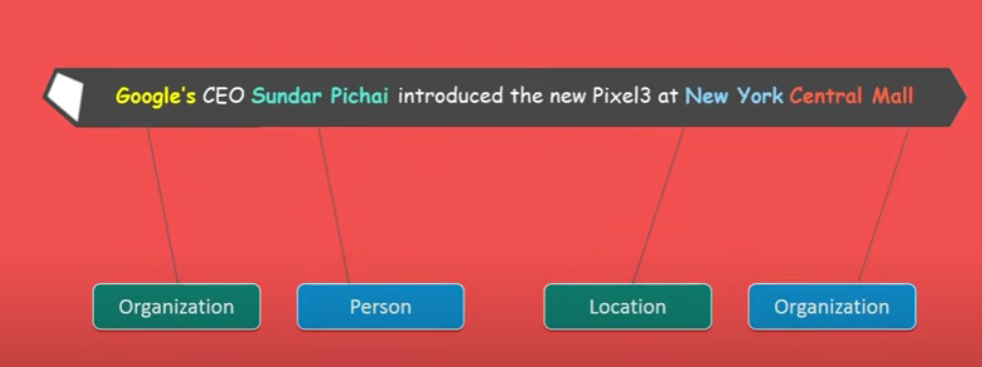 Google's CEO Sundar Pichai introduced the new Pixel3 at New York Central Mall
Organization
Person
Location
Organization